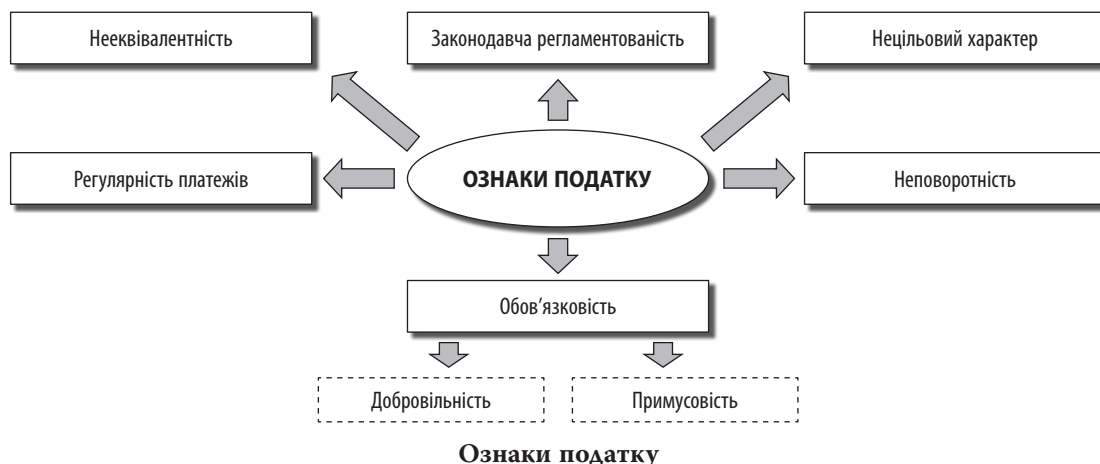 Нееквівалентність
Законодавча регламентованість
Нецільовий характер
Регулярність платежів
ОЗНАКИ ПОДАТКУ
Неповоротність
Обов’язковість
Добровільність
Примусовість
Ознаки податку